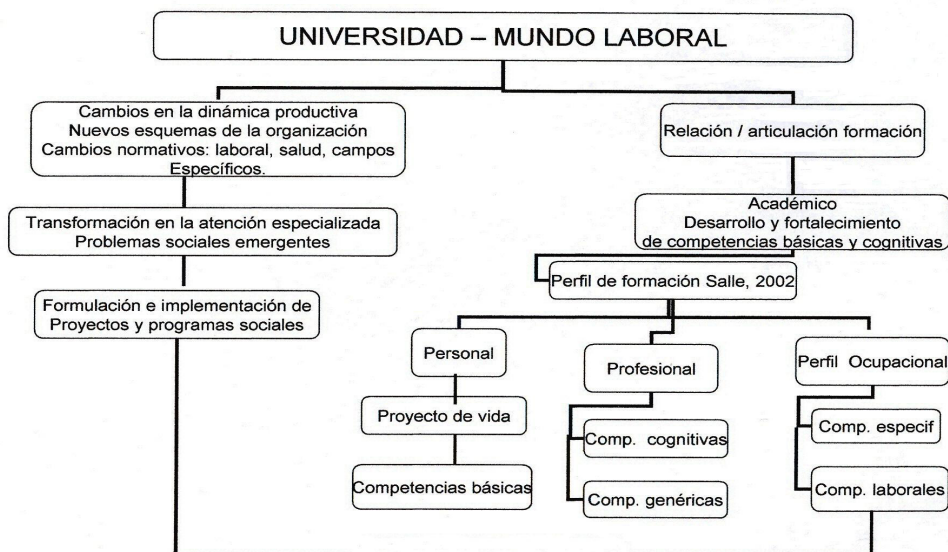 UNIVERSIDAD – MUNDO LABORAL
Cambios en la dinámica productiva
Nuevos esquemas de la organización
Cambios normativos: laboral, salud, campos
Específicos.
Relación / articulación formación
Transformación en la atención especializada
Problemas sociales emergentes
Académico
Desarrollo y fortalecimiento
de competencias básicas y cognitivas
Perfil de formación Salle, 2002
Formulación e implementación de
Proyectos y programas sociales
Personal
Profesional
Perfil Ocupacional
Proyecto de vida
Comp. cognitivas
Comp. especif
Competencias básicas
Comp. genéricas
Comp. laborales